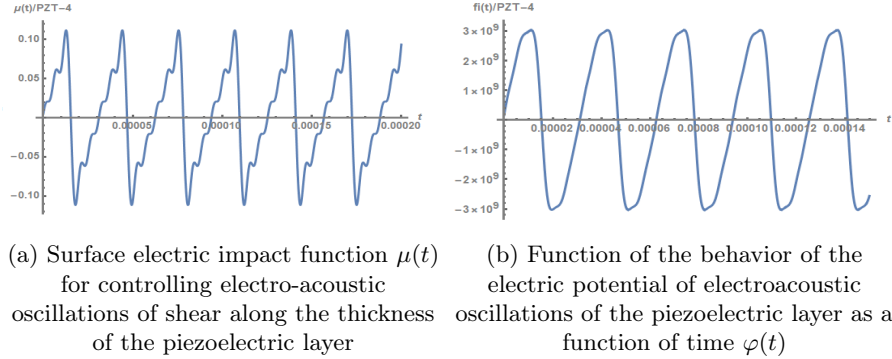 μ(t)/PZT-4
0.10
0.05
-0.05
-0.10
0.00005
0.00010
0.00015
0.00020
t
fi(t)/PZT-4
3×10⁹
2×10⁹
1×10⁹
-1×10⁹
-2×10⁹
-3×10⁹
0.00002
0.00004
0.00006
0.00008
0.00010
0.00012
0.00014
t
(a) Surface electric impact function μ(t)
for controlling electro-acoustic
oscillations of shear along the thickness
of the piezoelectric layer
(b) Function of the behavior of the
electric potential of electroacoustic
oscillations of the piezoelectric layer as a
function of time φ(t)